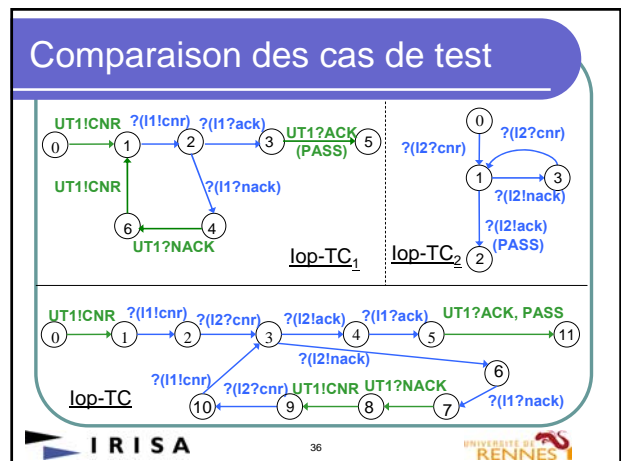 Comparaison des cas de test
UT1!CNR ?(l1!cnr) ?(l1?ack) UT1?ACK
(PASS)
0 1 2 3 5
UT1!CNR ?(l1?nack)
6 4
UT1?NACK
Iop-TC1
0
?(l2?cnr) ?(l2?cnr)
1 3
?(l2!nack)
?(l2!ack)
(PASS)
2
Iop-TC2
UT1!CNR ?(l1!cnr) ?(l2?cnr) ?(l2!ack) ?(l1?ack) UT1?ACK, PASS
0 1 2 3 4 5 11
?(l2!nack)
6
?(l1!cnr) ?(l2?cnr) UT1!CNR UT1?NACK ?(l1?nack)
10 9 8 7
Iop-TC
IRISA
36
UNIVERSITÉ DE
RENNES 1